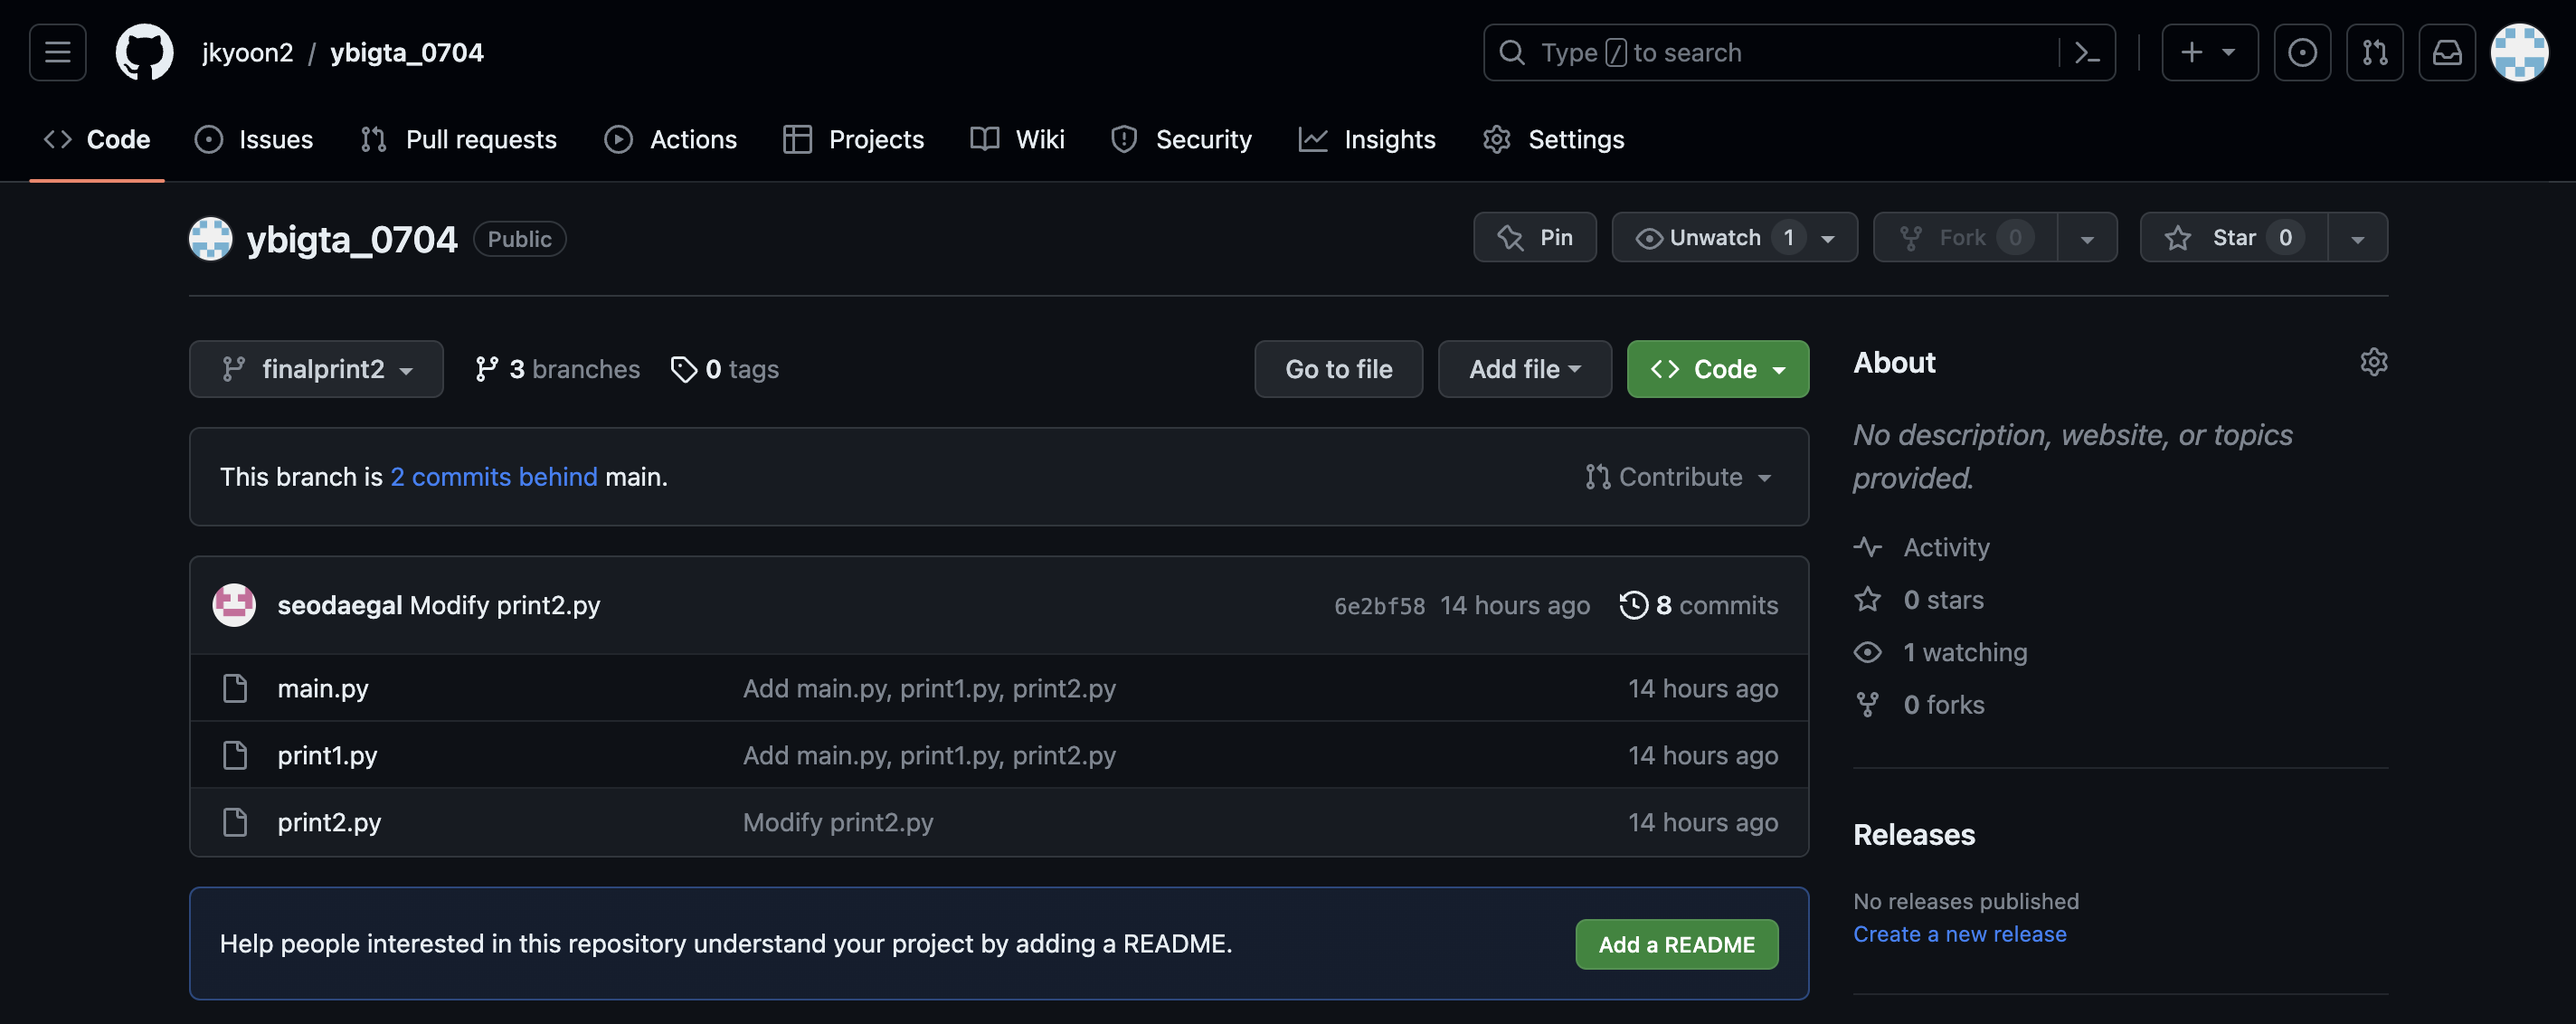 jkyoon2 / ybigta_0704
Type / to search
Code Issues Pull requests Actions Projects Wiki Security Insights Settings
ybigta_0704 Public
Pin Unwatch 1 Fork 0 Star 0
finalprint2 3 branches 0 tags Go to file Add file Code
This branch is 2 commits behind main. Contribute
seodaegal Modify print2.py 6e2bf58 14 hours ago 8 commits
main.py Add main.py, print1.py, print2.py 14 hours ago
print1.py Add main.py, print1.py, print2.py 14 hours ago
print2.py Modify print2.py 14 hours ago
Help people interested in this repository understand your project by adding a README. Add a README
About
No description, website, or topics
provided.
Activity
0 stars
1 watching
0 forks
Releases
No releases published
Create a new release